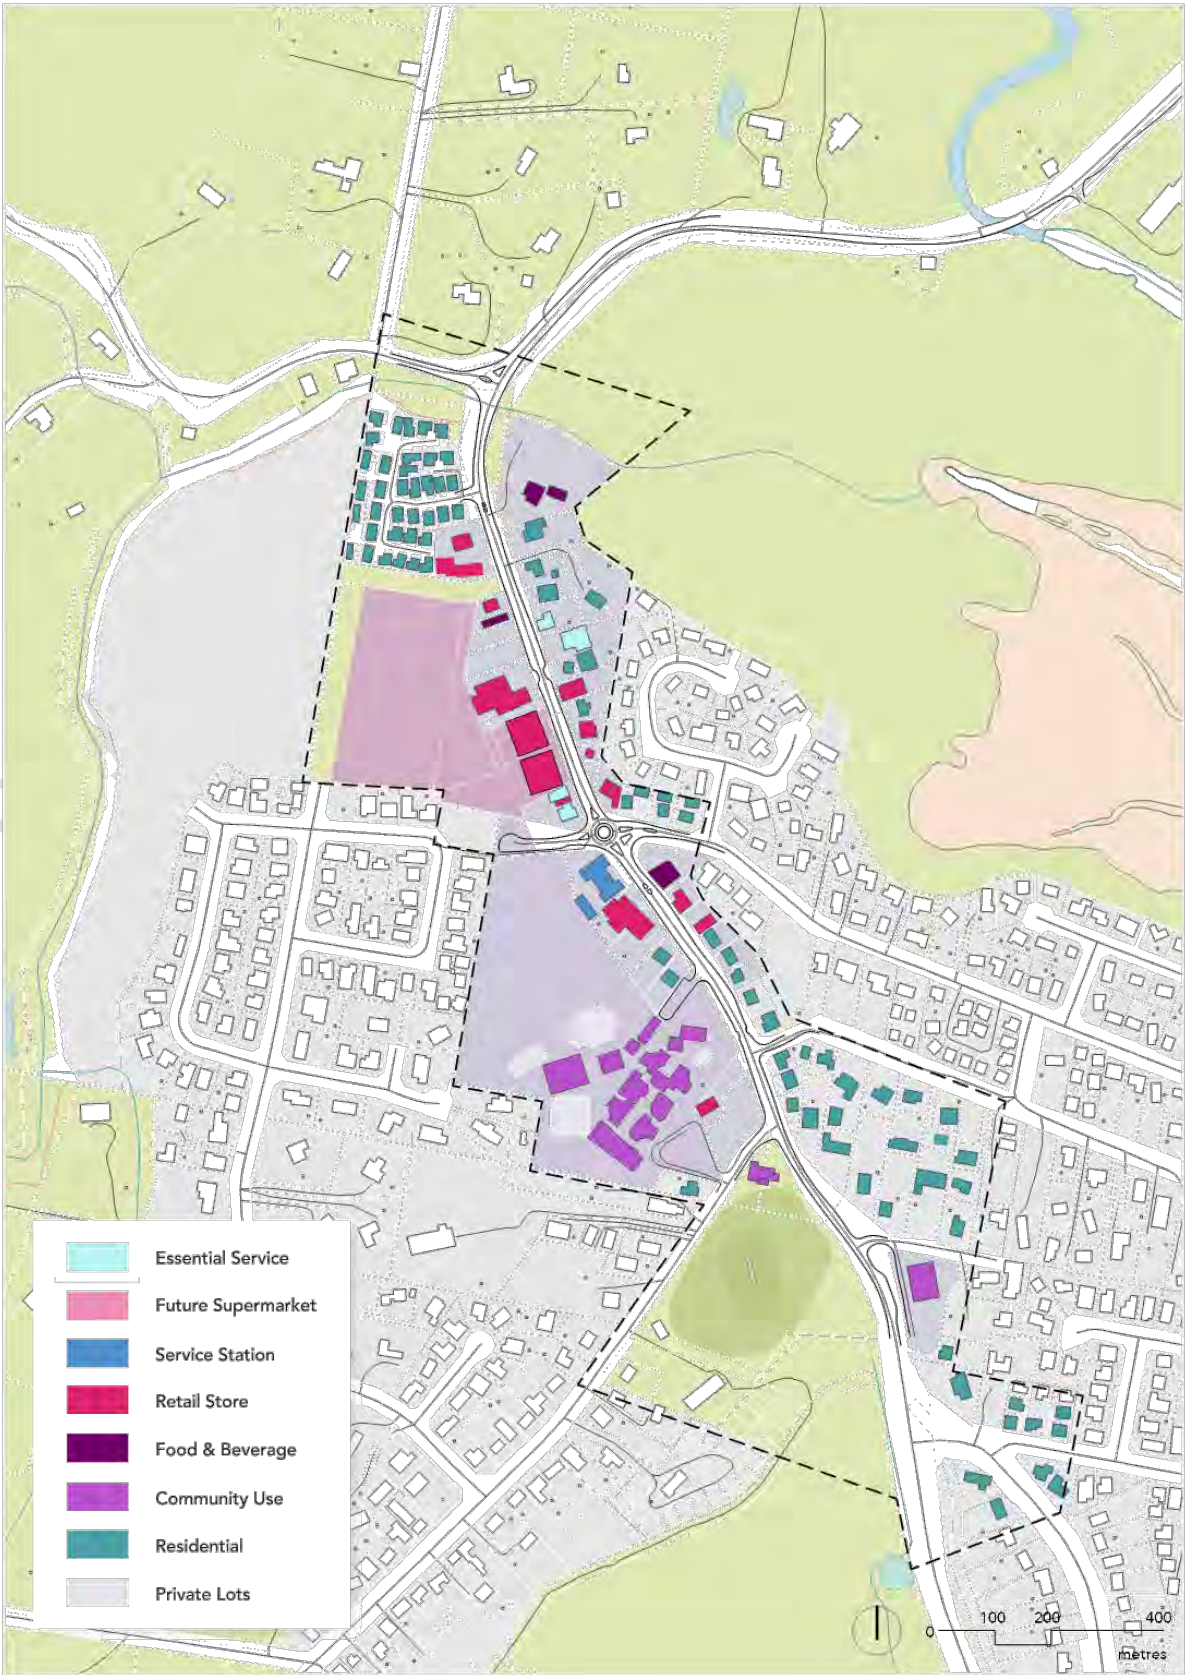 Essential Service
Future Supermarket
Service Station
Retail Store
Food & Beverage
Community Use
Residential
Private Lots
0 100 200 400
metres